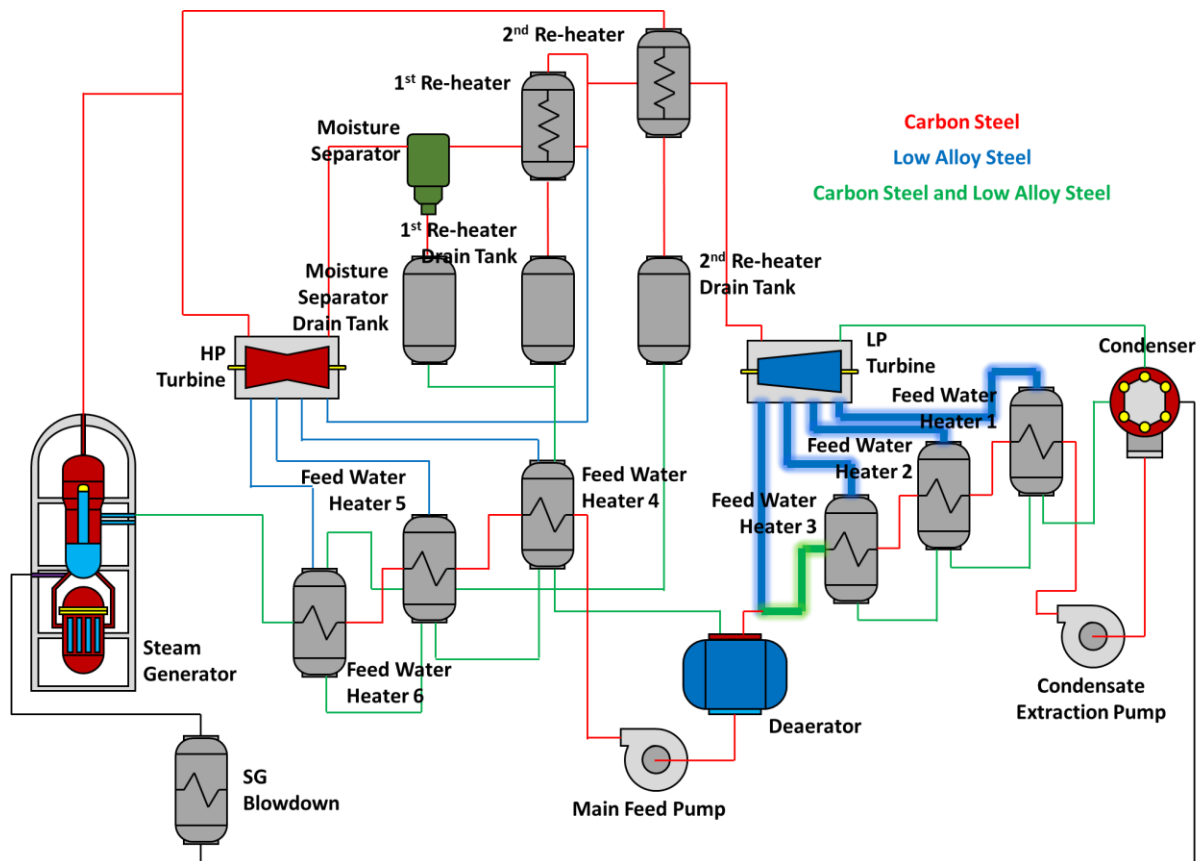 2nd Re-heater
1st Re-heater
Moisture
Separator
Carbon Steel
Low Alloy Steel
Carbon Steel and Low Alloy Steel
1st Re-heater
Drain Tank
Moisture
Separator
Drain Tank
2nd Re-heater
Drain Tank
HP
Turbine
LP
Turbine
Condenser
Feed Water
Heater 1
Feed Water
Heater 2
Feed Water
Heater 3
Feed Water
Heater 4
Feed Water
Heater 5
Feed Water
Heater 6
Steam
Generator
Condensate
Extraction Pump
Deaerator
Main Feed Pump
SG
Blowdown